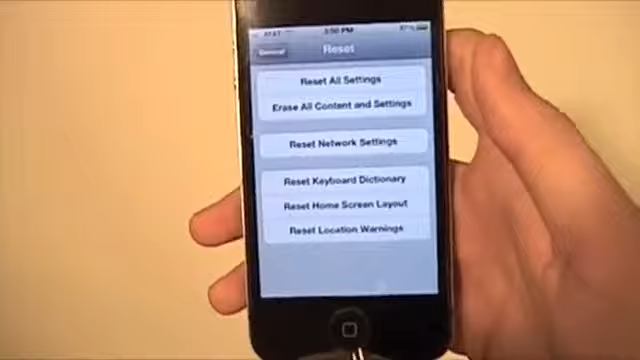 AT&T 3:50 PM
General Reset
Reset All Settings
Erase All Content and Settings
Reset Network Settings
Reset Keyboard Dictionary
Reset Home Screen Layout
Reset Location Warnings